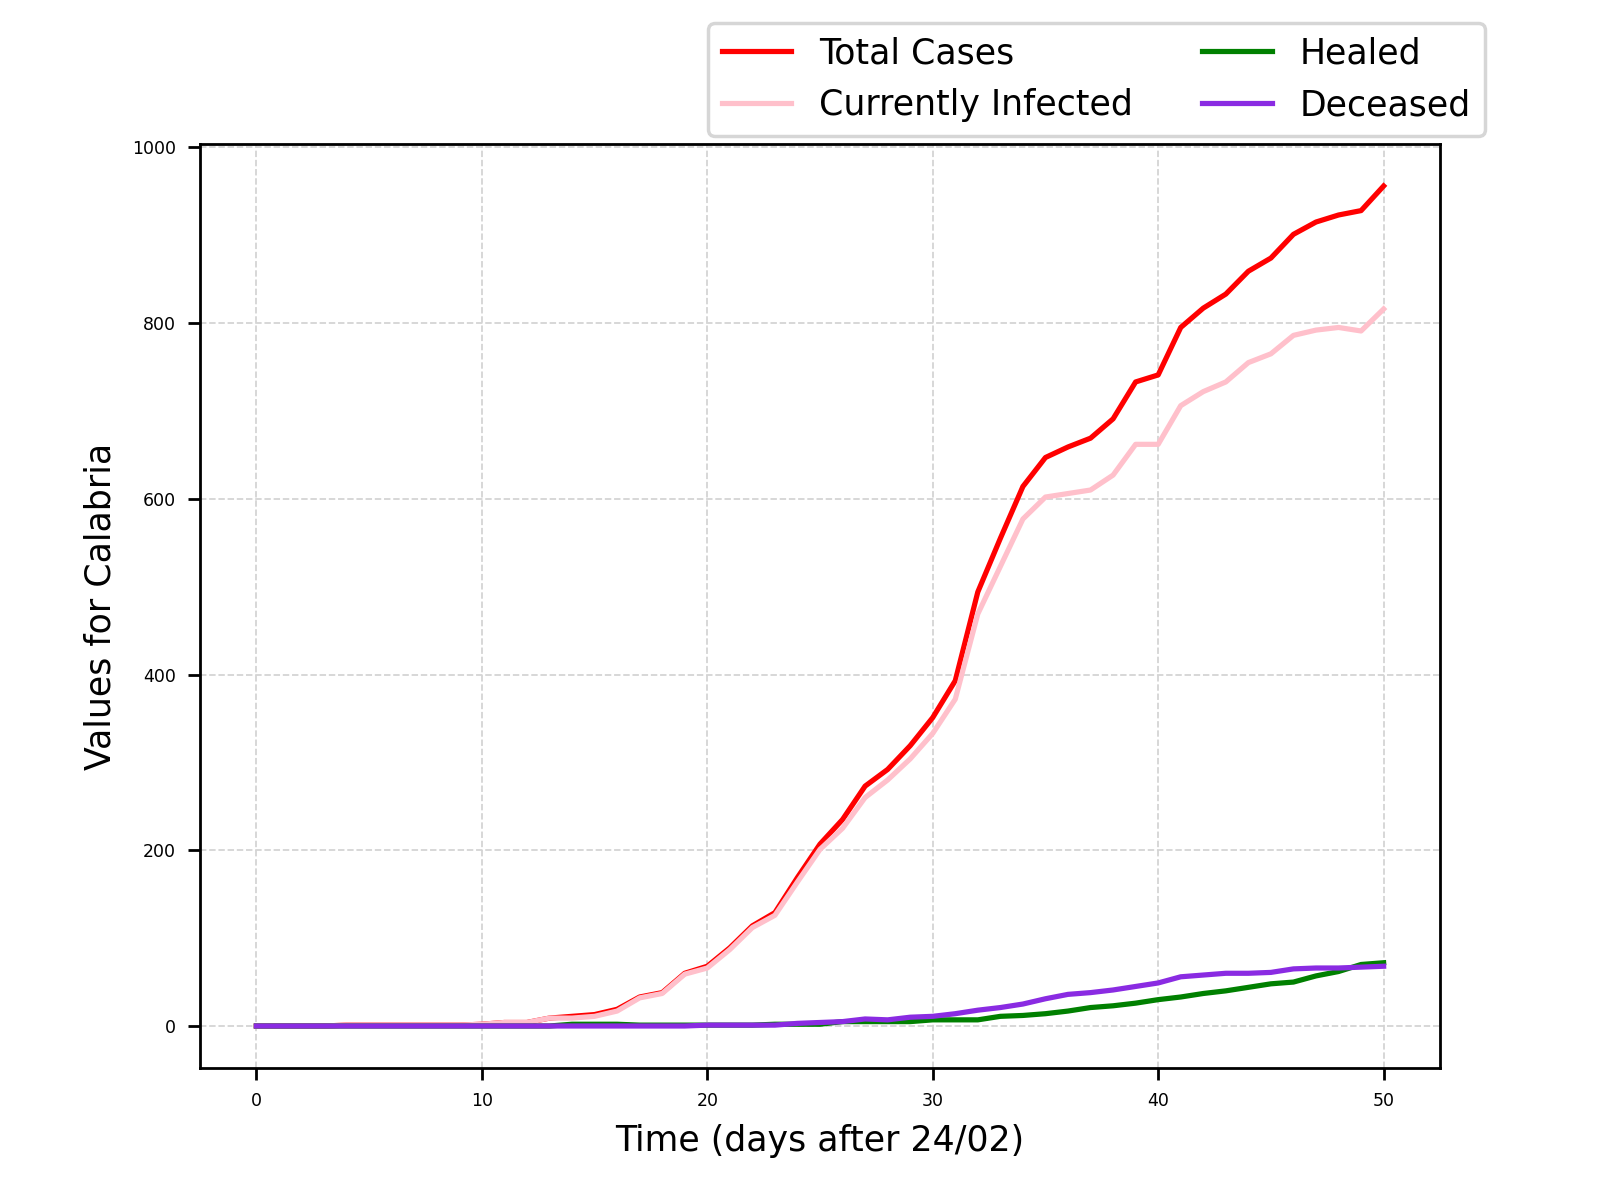 Total Cases
Currently Infected
Healed
Deceased
1000
800
600
400
200
0
Values for Calabria
0 10 20 30 40 50
Time (days after 24/02)